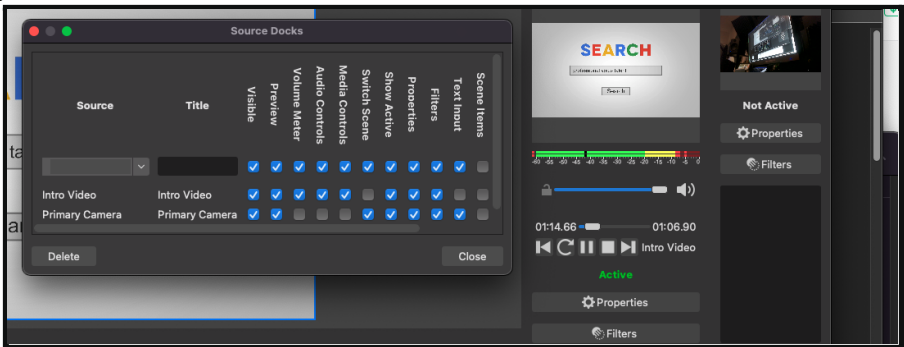 Source Docks
Source
Title
Visible
Preview
Volume Meter
Audio Controls
Media Controls
Switch Scene
Show Active
Properties
Filters
Text Input
Scene Items
Intro Video
Intro Video
Primary Camera
Primary Camera
Delete
Close
ta
SEARCH
Search
-60 -55 -50 -45 -40 -35 -30 -25 -20 -15 -10 -5 0
01:14.66
01:06.90
Intro Video
Active
Properties
Filters
Not Active
Properties
Filters